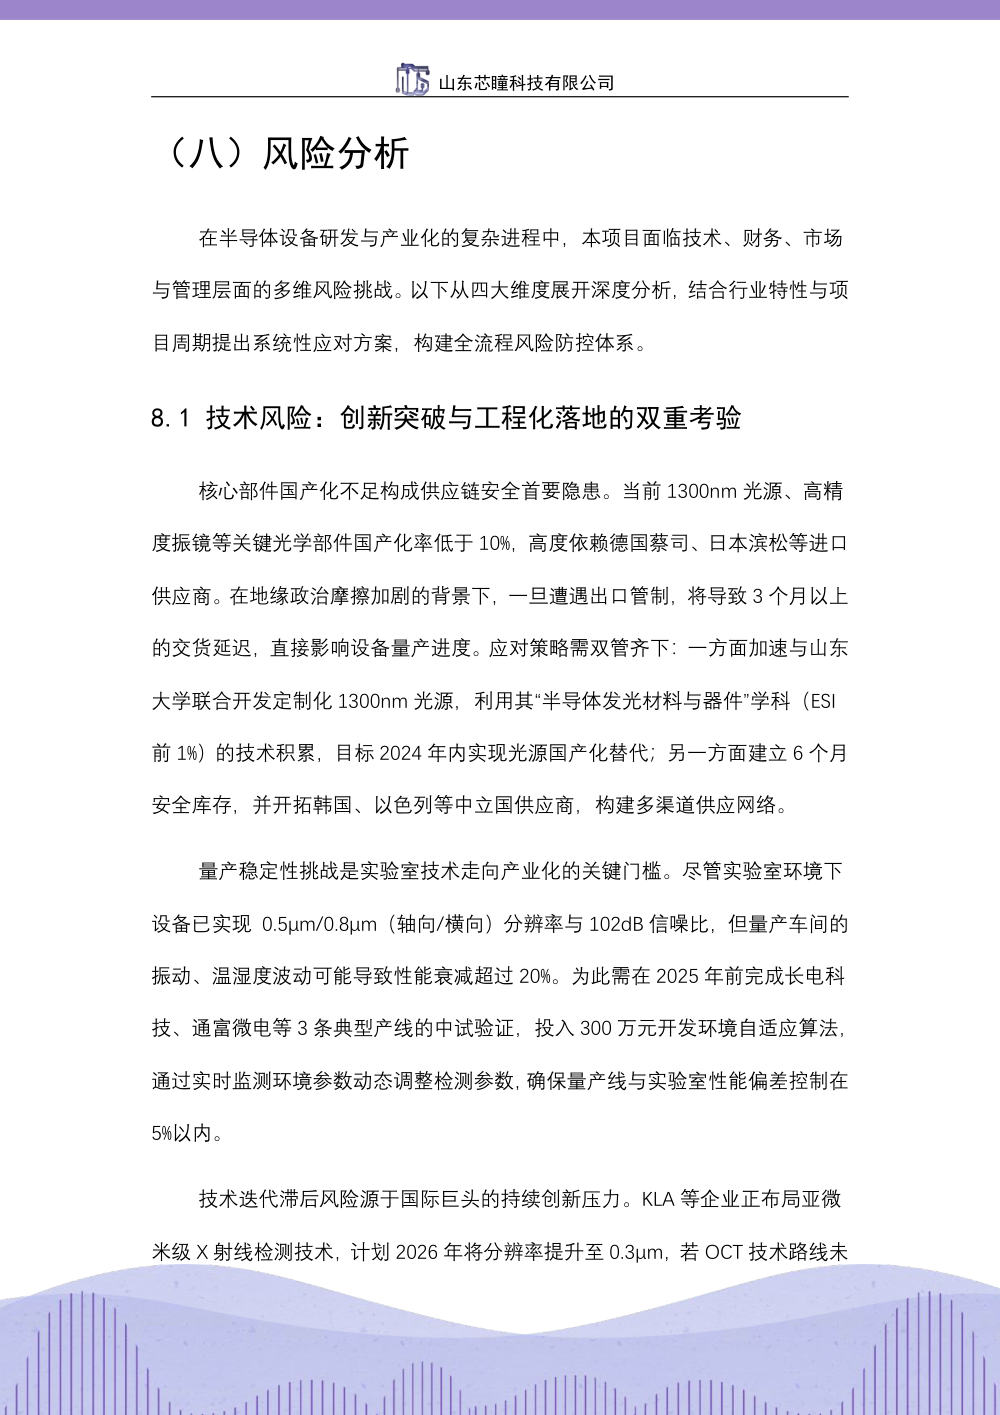 山东芯瞳科技有限公司
（八）风险分析
在半导体设备研发与产业化的复杂进程中，本项目面临技术、财务、市场
与管理层面的多维风险挑战。以下从四大维度展开深度分析，结合行业特性与项
目周期提出系统性应对方案，构建全流程风险防控体系。
8.1 技术风险：创新突破与工程化落地的双重考验
核心部件国产化不足构成供应链安全首要隐患。当前 1300nm 光源、高精
度振镜等关键光学部件国产化率低于 10%，高度依赖德国蔡司、日本滨松等进口
供应商。在地缘政治摩擦加剧的背景下，一旦遭遇出口管制，将导致 3 个月以上
的交货延迟，直接影响设备量产进度。应对策略需双管齐下：一方面加速与山东
大学联合开发定制化 1300nm 光源，利用其“半导体发光材料与器件”学科（ESI
前 1%）的技术积累，目标 2024 年内实现光源国产化替代；另一方面建立 6 个月
安全库存，并开拓韩国、以色列等中立国供应商，构建多渠道供应网络。
量产稳定性挑战是实验室技术走向产业化的关键门槛。尽管实验室环境下
设备已实现 0.5μm/0.8μm（轴向/横向）分辨率与 102dB 信噪比，但量产车间的
振动、温湿度波动可能导致性能衰减超过 20%。为此需在 2025 年前完成长电科
技、通富微电等 3 条典型产线的中试验证，投入 300 万元开发环境自适应算法，
通过实时监测环境参数动态调整检测参数，确保量产线与实验室性能偏差控制在
5%以内。
技术迭代滞后风险源于国际巨头的持续创新压力。KLA 等企业正布局亚微
米级 X 射线检测技术，计划 2026 年将分辨率提升至 0.3μm，若 OCT 技术路线未